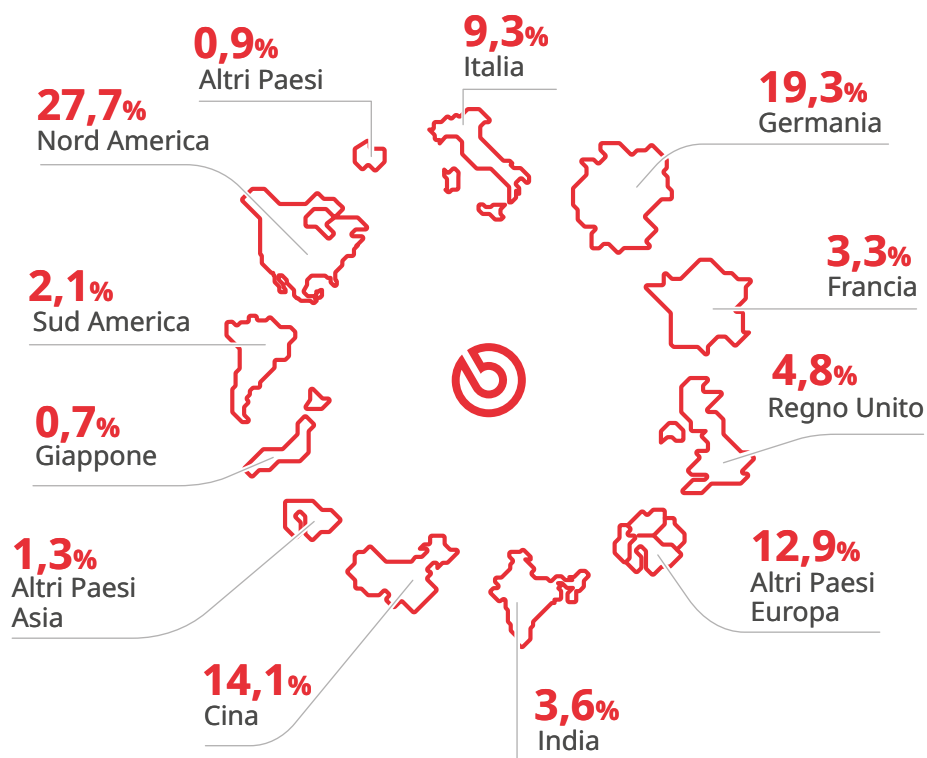 9,3%
Italia
19,3%
Germania
3,3%
Francia
4,8%
Regno Unito
12,9%
Altri Paesi
Europa
3,6%
India
14,1%
Cina
1,3%
Altri Paesi
Asia
0,7%
Giappone
2,1%
Sud America
27,7%
Nord America
0,9%
Altri Paesi